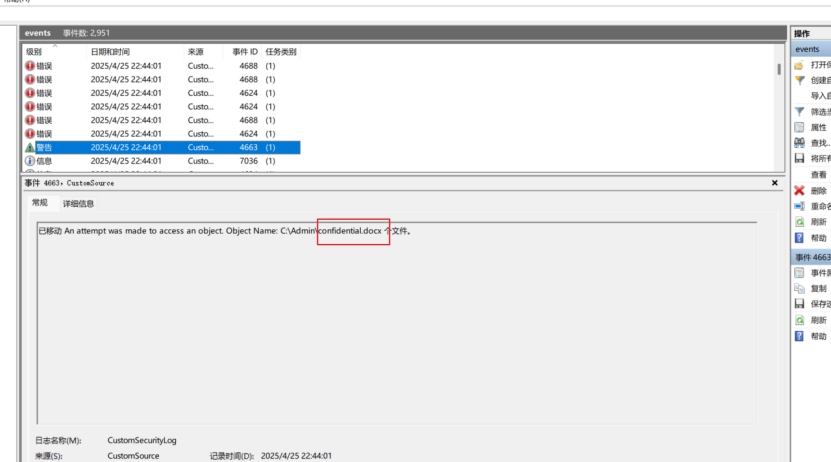 events 事件数: 2,951
级别 日期和时间 来源 事件 ID 任务类别
错误 2025/4/25 22:44:01 Custo... 4688 (1)
错误 2025/4/25 22:44:01 Custo... 4688 (1)
错误 2025/4/25 22:44:01 Custo... 4624 (1)
错误 2025/4/25 22:44:01 Custo... 4624 (1)
错误 2025/4/25 22:44:01 Custo... 4688 (1)
错误 2025/4/25 22:44:01 Custo... 4624 (1)
警告 2025/4/25 22:44:01 Custo... 4663 (1)
信息 2025/4/25 22:44:01 Custo... 7036 (1)
事件 4663, CustomSource
常规 详细信息
已移动 An attempt was made to access an object. Object Name: C:\Admin\confidential.docx 个文件。
日志名称(M): CustomSecurityLog
来源(S): CustomSource 记录时间(D): 2025/4/25 22:44:01
操作
events
打开
创建
导入
筛选
属性
查找...
将所有
查看
删除
重命名
刷新
帮助
事件 4663
事件
复制
保存
刷新
帮助